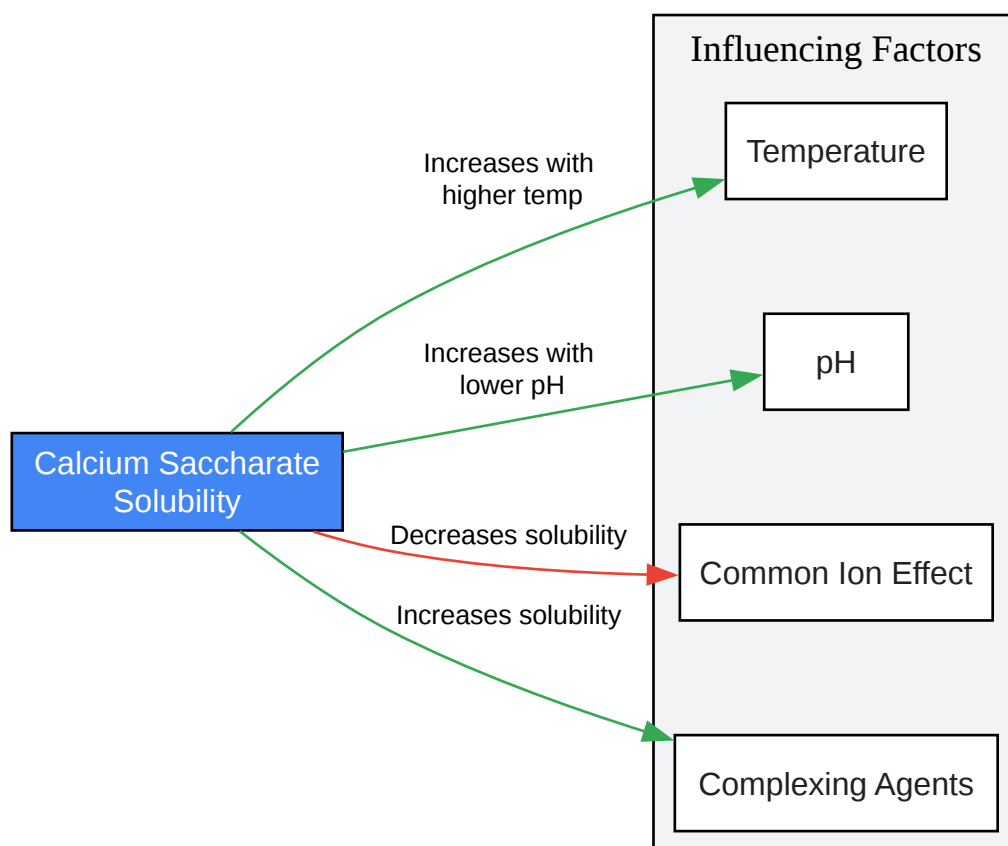 Influencing Factors
Temperature
Increases with
higher temp
Increases with
lower pH
pH
Calcium Saccharate
Solubility
Decreases solubility
Common Ion Effect
Increases solubility
Complexing Agents